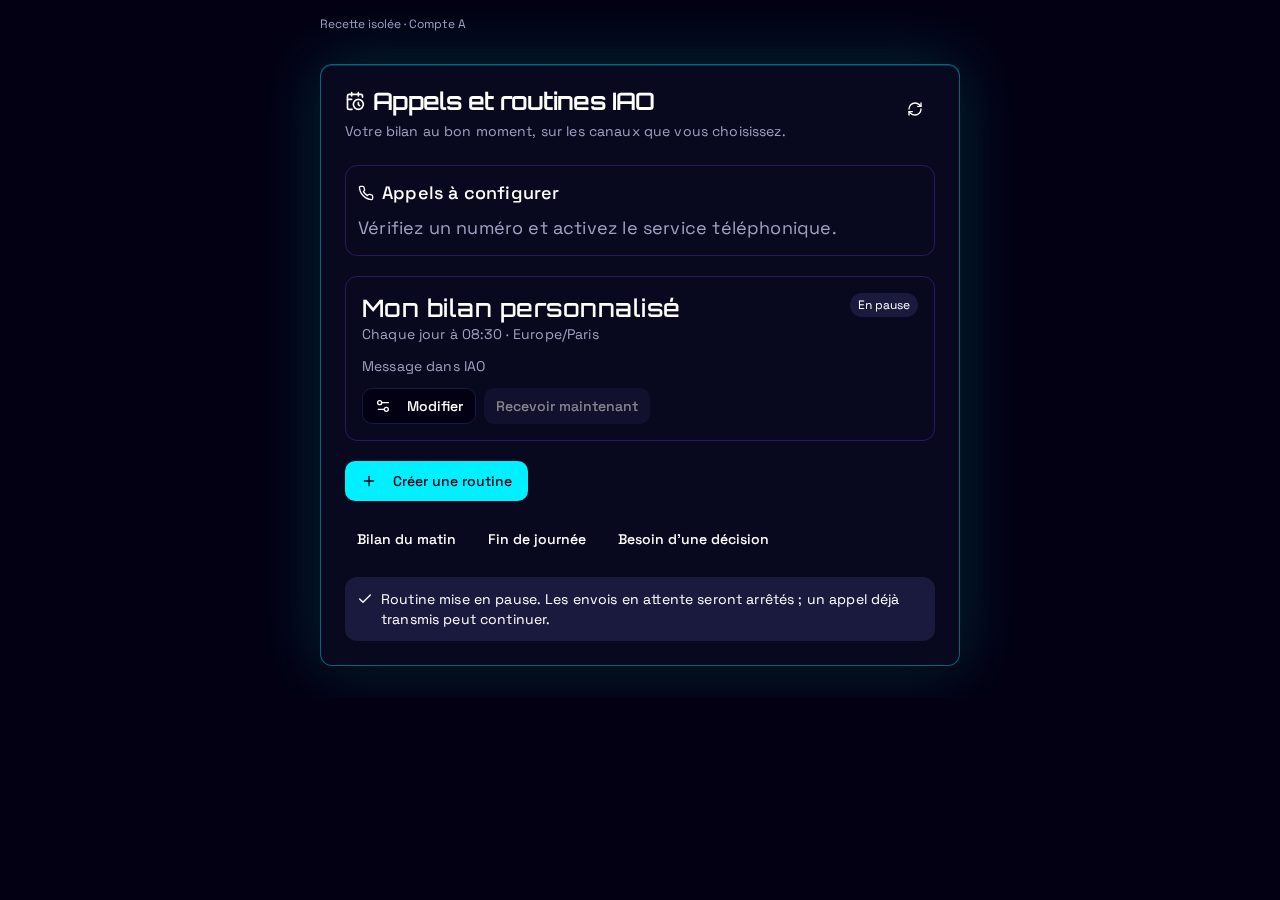 Recette isolée · Compte A
Appels et routines IAO
Votre bilan au bon moment, sur les canaux que vous choisissez.
Appels à configurer
Vérifiez un numéro et activez le service téléphonique.
Mon bilan personnalisé
En pause
Chaque jour à 08:30 · Europe/Paris
Message dans IAO
Modifier
Recevoir maintenant
Créer une routine
Bilan du matin
Fin de journée
Besoin d’une décision
Routine mise en pause. Les envois en attente seront arrêtés ; un appel déjà
transmis peut continuer.